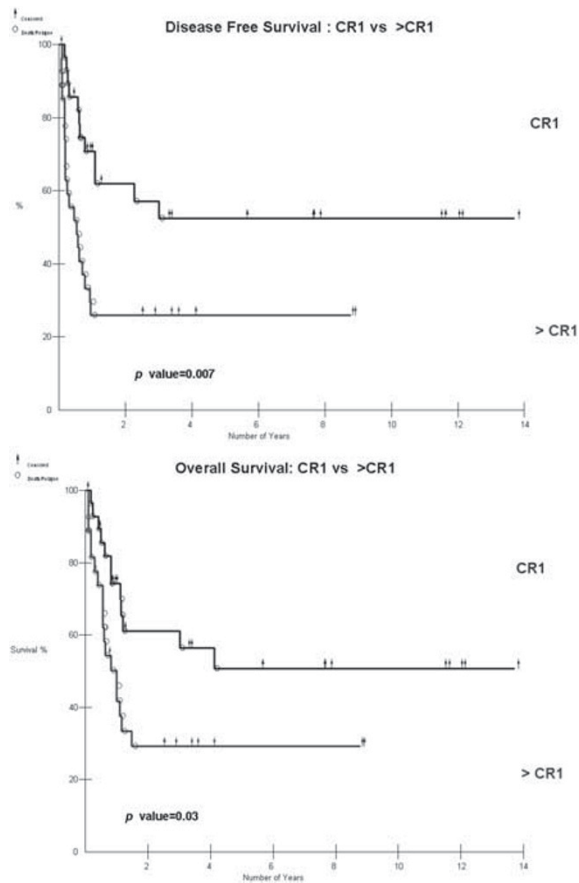 Disease Free Survival : CR1 vs >CR1
Censored
Death/Relapse
100
80
60
40
20
0
%
CR1
> CR1
p value=0.007
2 4 6 8 10 12 14
Number of Years
Overall Survival: CR1 vs >CR1
Censored
Death/Relapse
100
80
60
40
20
0
Survival %
CR1
> CR1
p value=0.03
2 4 6 8 10 12 14
Number of Years